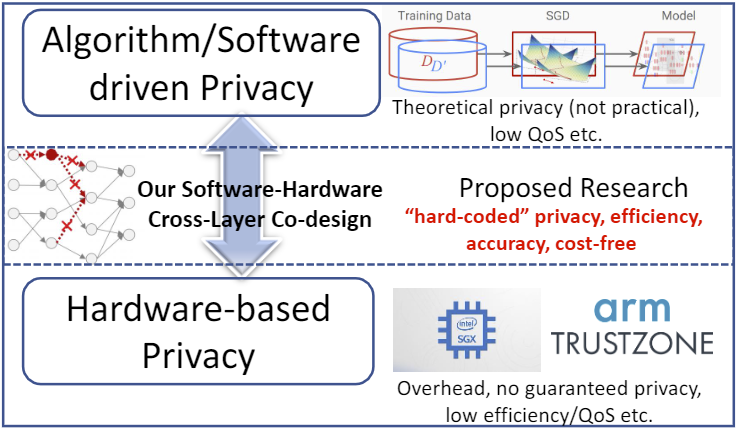 Algorithm/Software
driven Privacy
Training Data
SGD
Model
D
D'
Theoretical privacy (not practical),
low QoS etc.
Our Software-Hardware
Cross-Layer Co-design
Proposed Research
“hard-coded” privacy, efficiency,
accuracy, cost-free
Hardware-based
Privacy
intel
SGX
arm
TRUSTZONE
Overhead, no guaranteed privacy,
low efficiency/QoS etc.